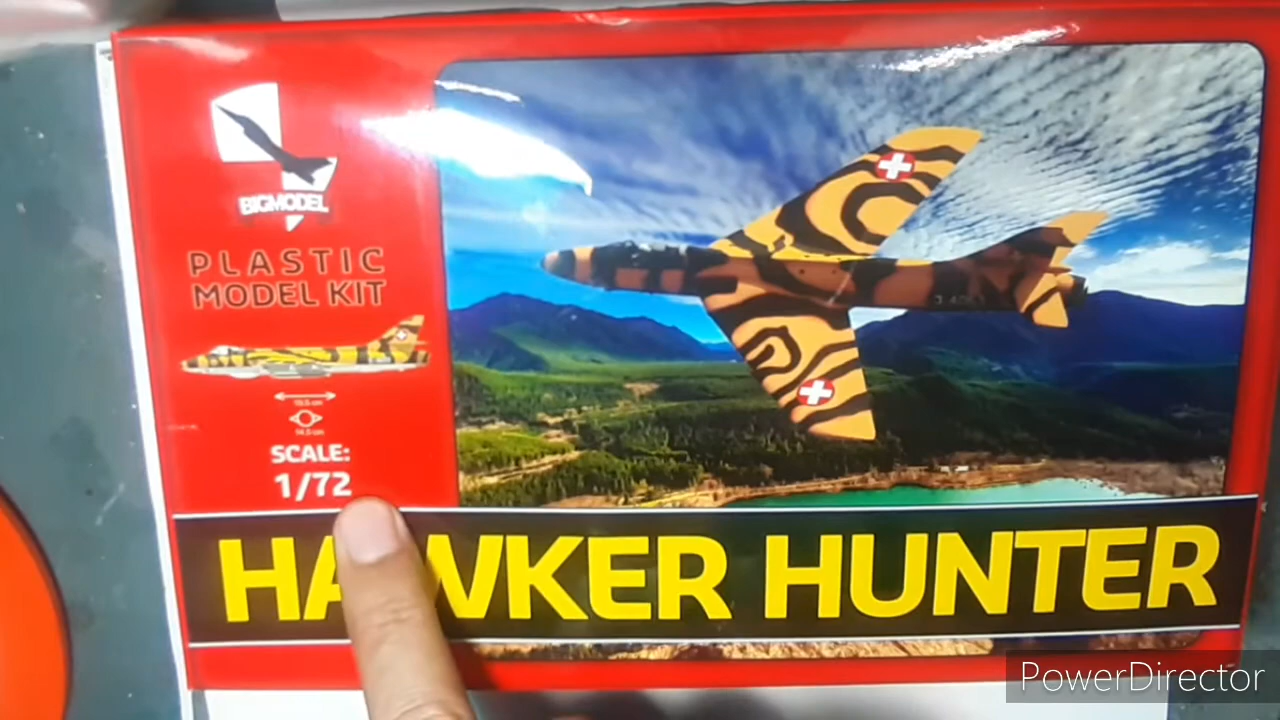 BIGMODEL
PLASTIC
MODEL KIT
SCALE:
1/72
HAWKER HUNTER
PowerDirector